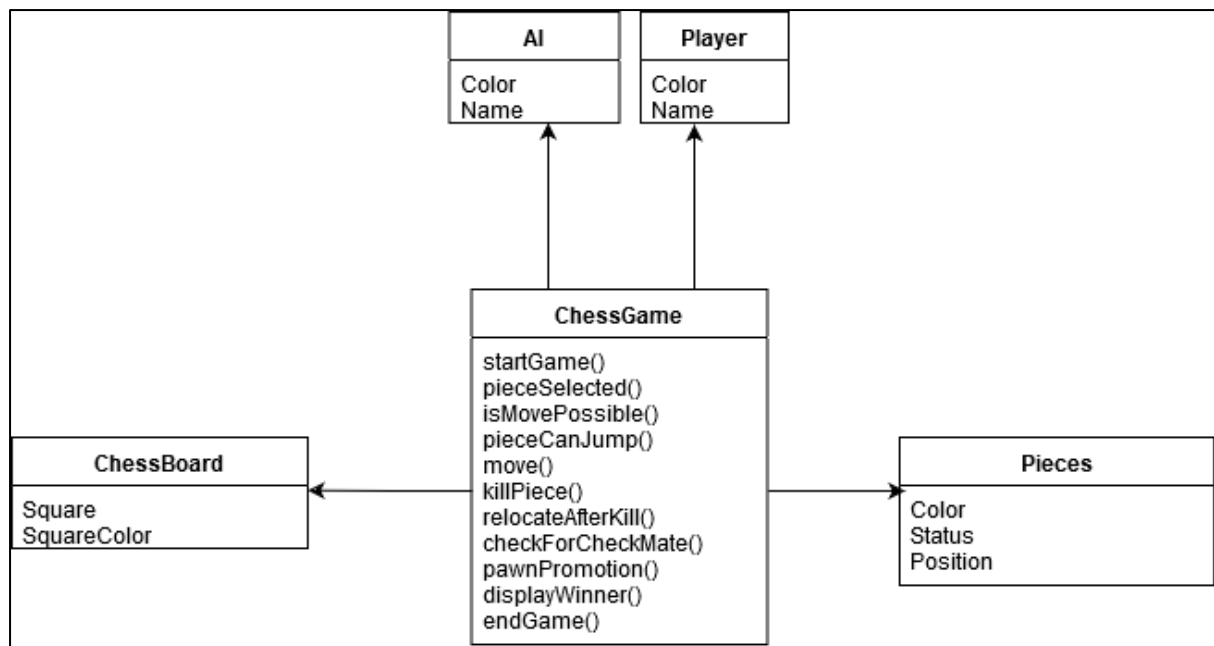 AI
Color
Name
Player
Color
Name
ChessGame
startGame()
pieceSelected()
isMovePossible()
pieceCanJump()
move()
killPiece()
relocateAfterKill()
checkForCheckMate()
pawnPromotion()
displayWinner()
endGame()
ChessBoard
Square
SquareColor
Pieces
Color
Status
Position